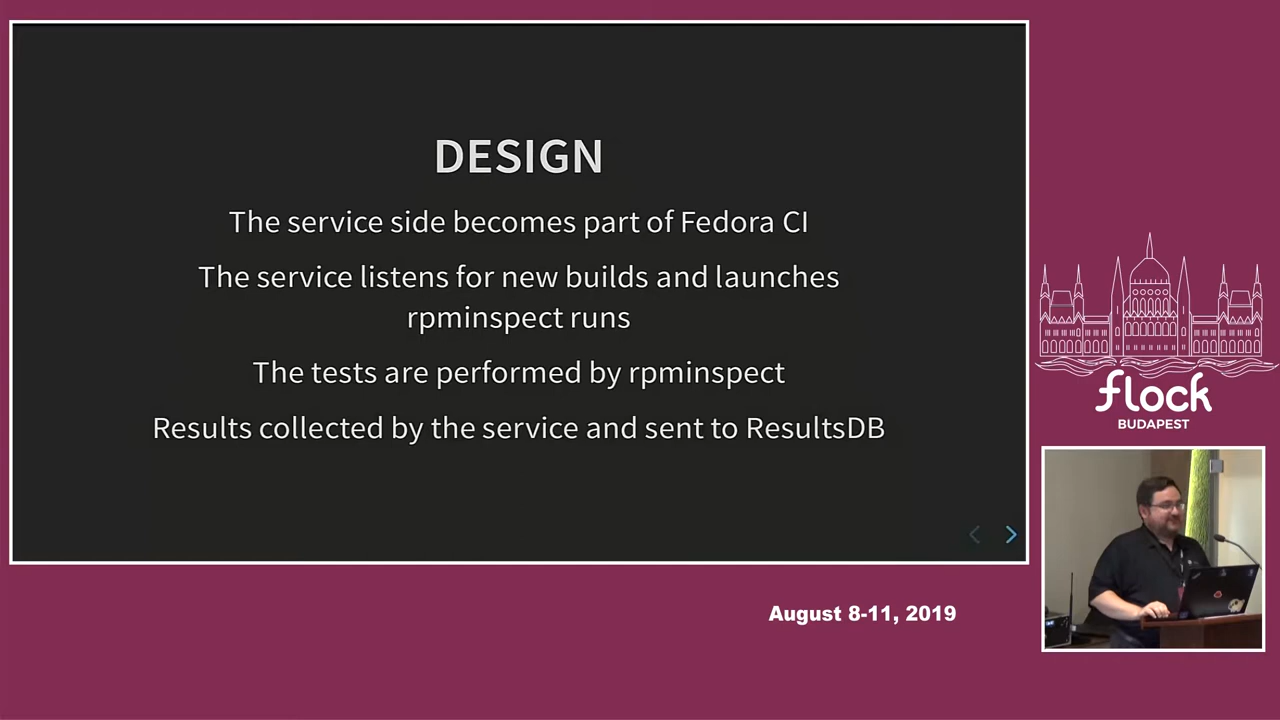 DESIGN
The service side becomes part of Fedora CI
The service listens for new builds and launches
rpminspect runs
The tests are performed by rpminspect
Results collected by the service and sent to ResultsDB
flock
BUDAPEST
August 8-11, 2019